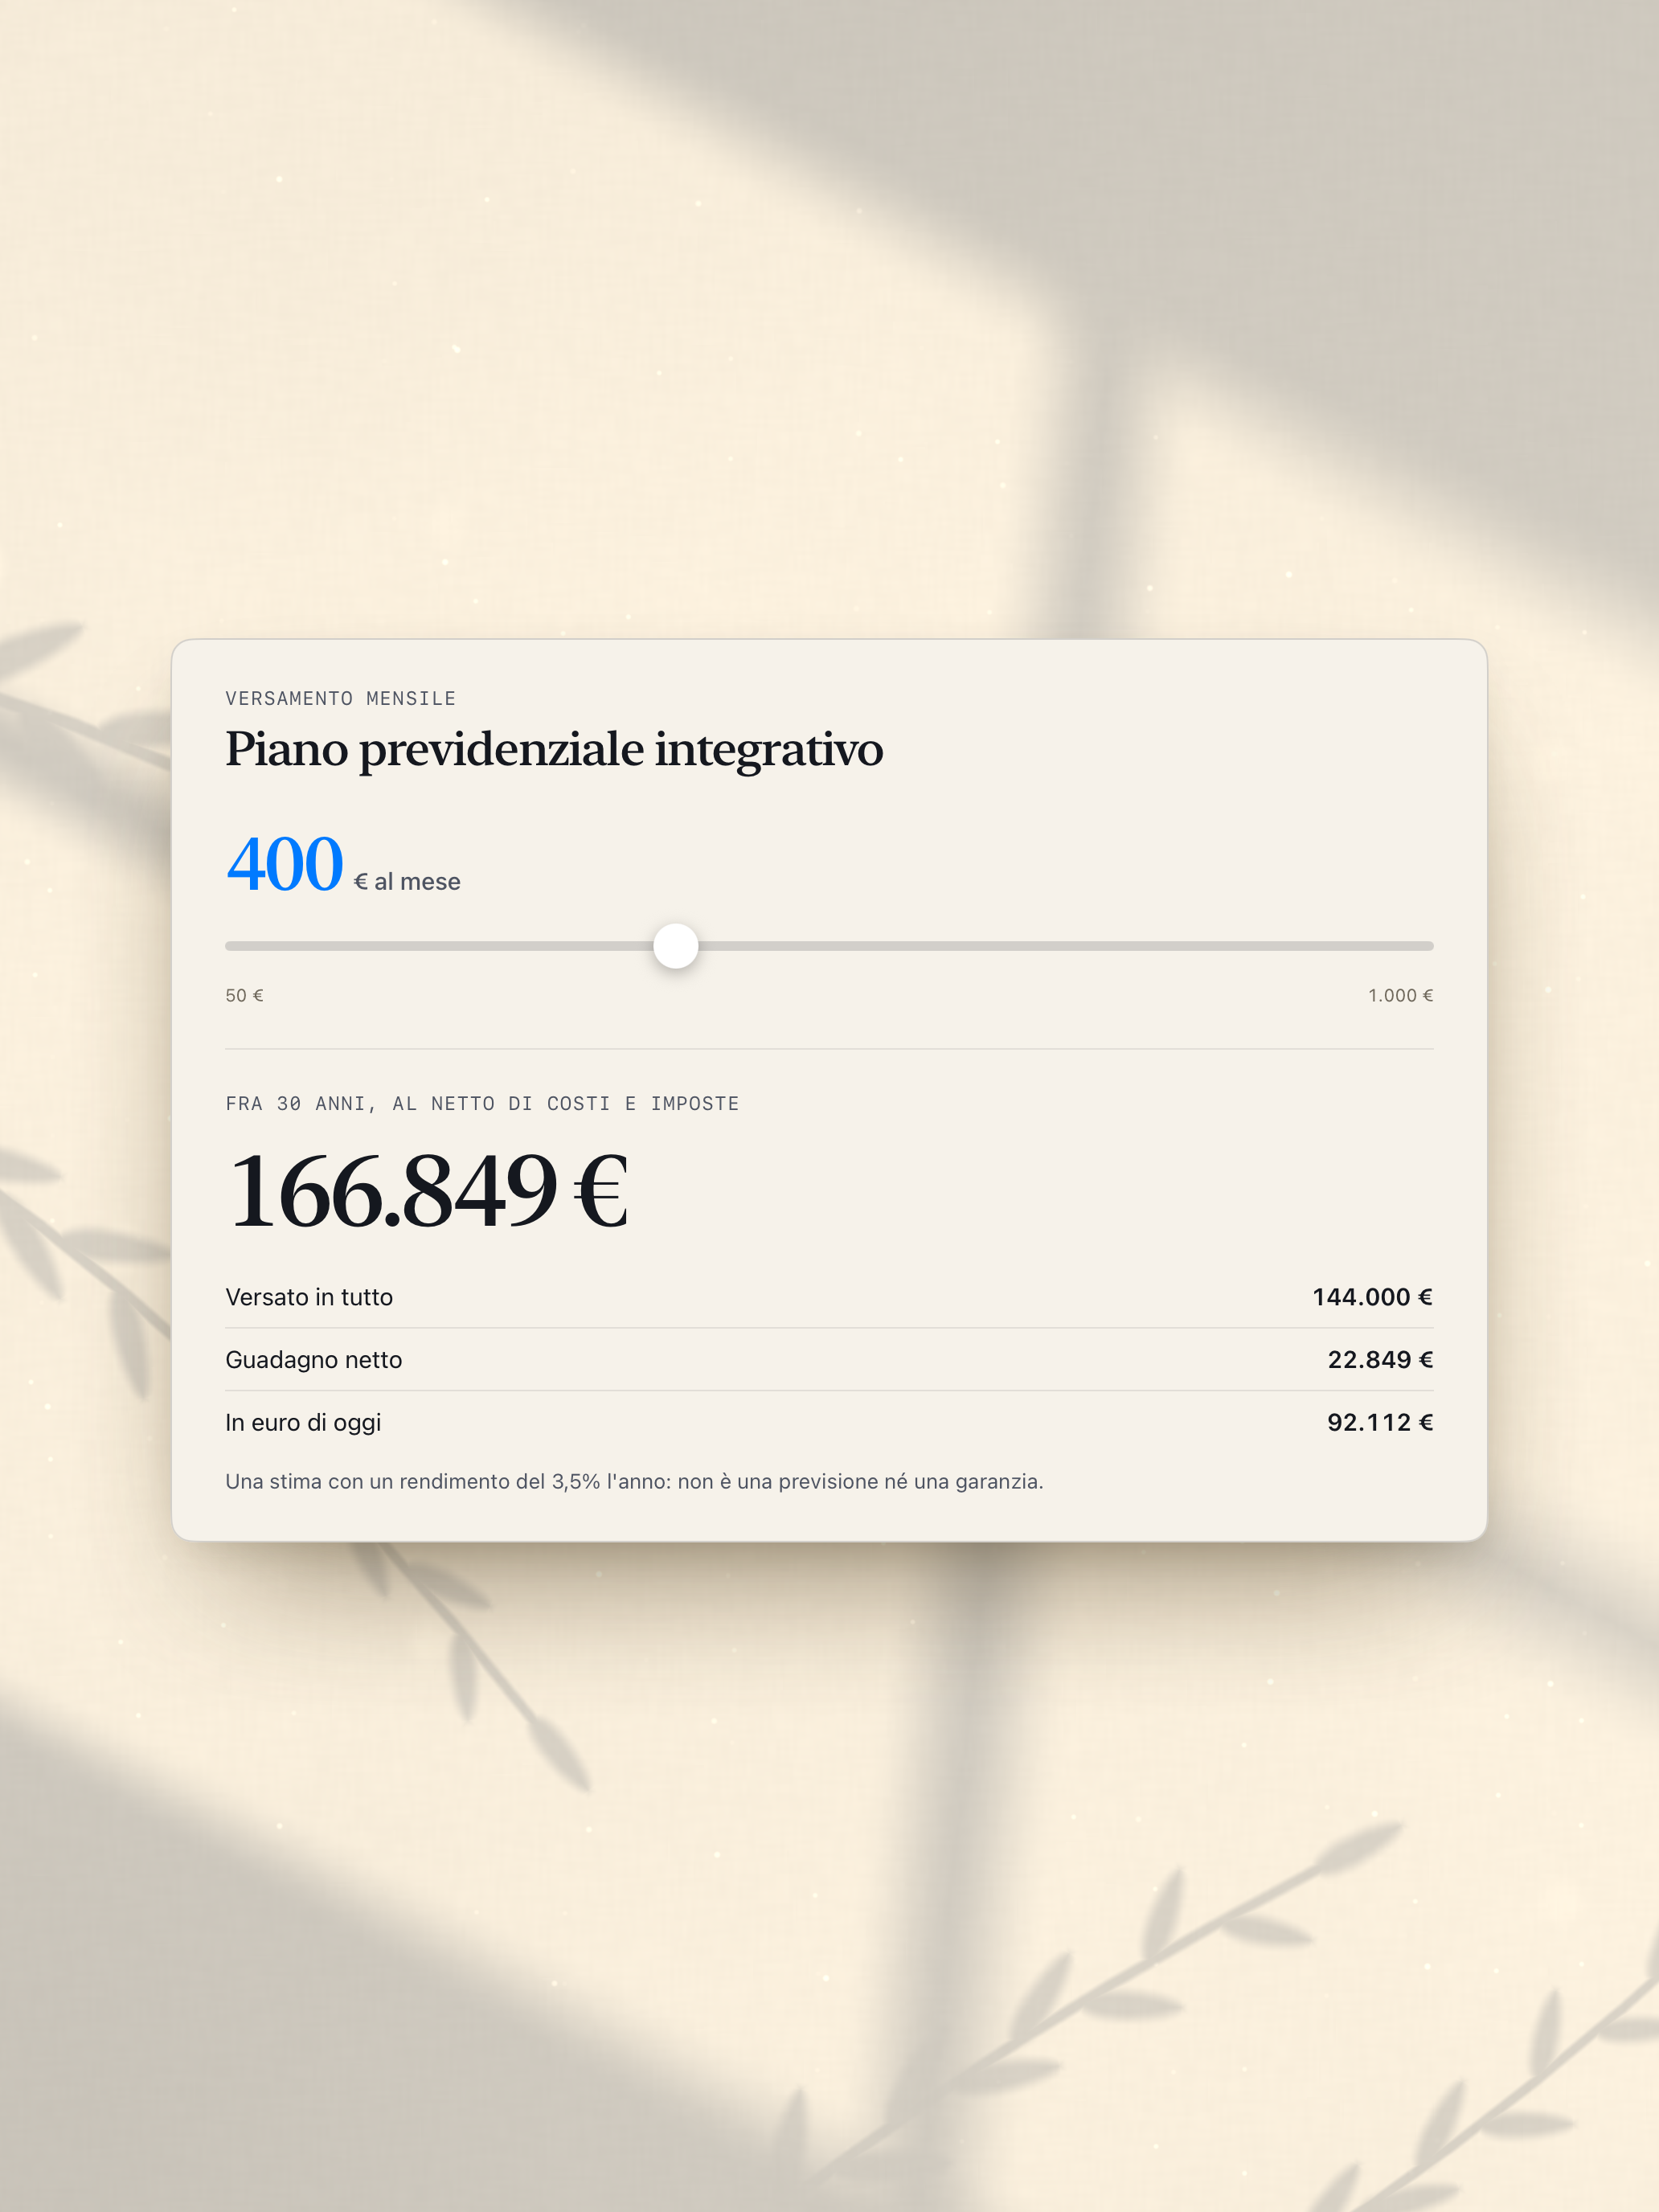 VERSAMENTO MENSILE
Piano previdenziale integrativo
400 € al mese
50 € 1.000 €
FRA 30 ANNI, AL NETTO DI COSTI E IMPOSTE
166.849 €
Versato in tutto 144.000 €
Guadagno netto 22.849 €
In euro di oggi 92.112 €
Una stima con un rendimento del 3,5% l'anno: non è una previsione né una garanzia.